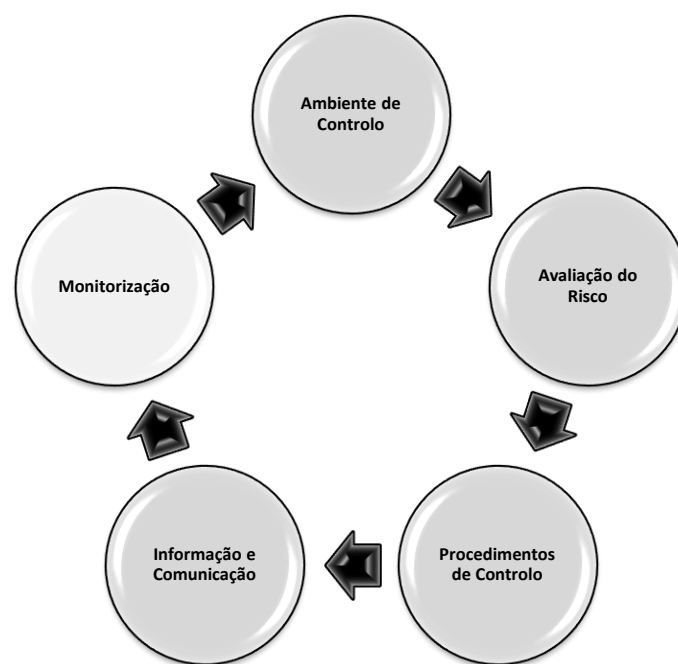 Ambiente de
Controlo
Avaliação do
Risco
Procedimentos
de Controlo
Informação e
Comunicação
Monitorização